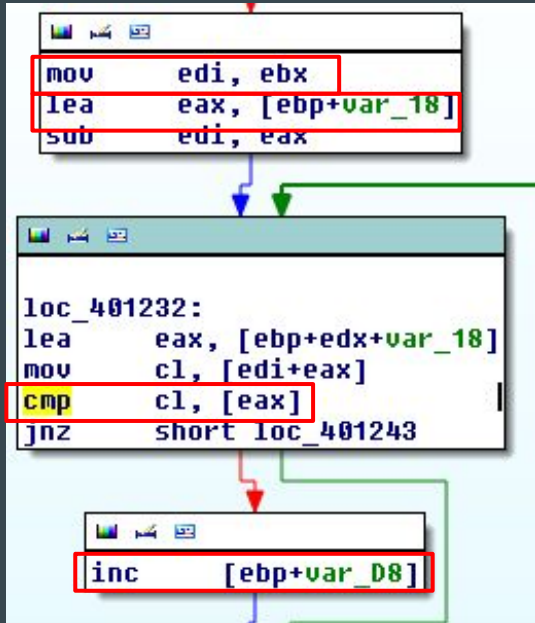 mov edi, ebx
lea eax, [ebp+var_18]
sub edi, eax
loc_401232:
lea eax, [ebp+edx+var_18]
mov cl, [edi+eax]
cmp cl, [eax]
jnz short loc_401243
inc [ebp+var_D8]